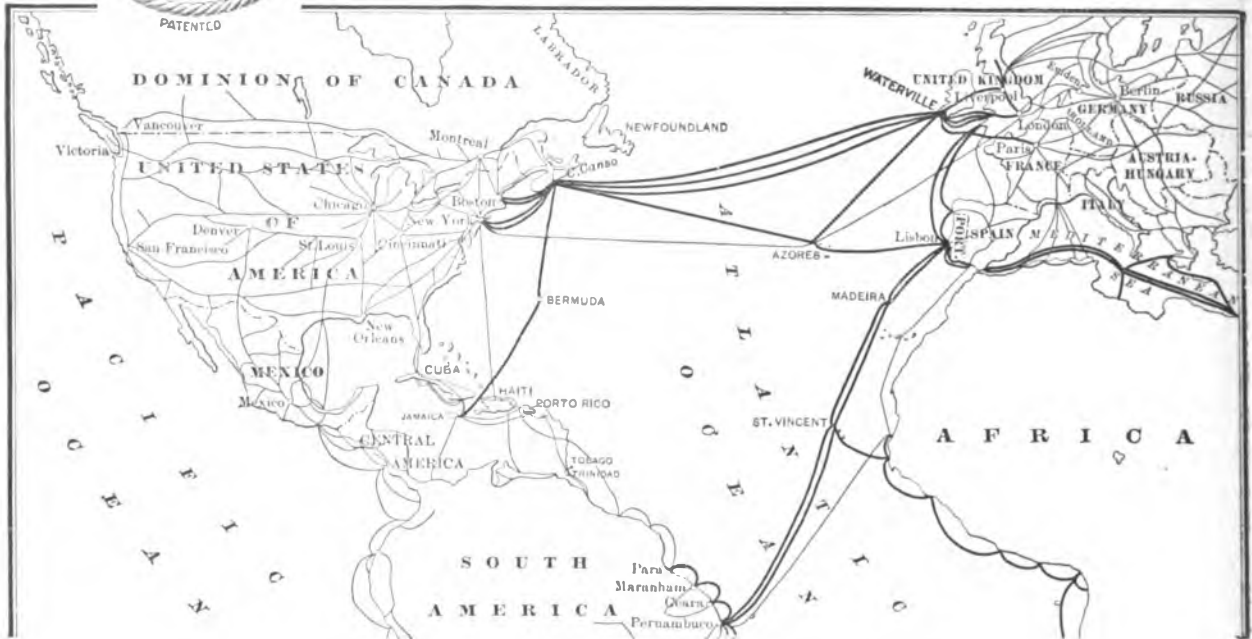 PATENTED
DOMINION OF CANADA
LABRADOR
NEWFOUNDLAND
Vancouver
Victoria
Montreal
C. Canso
UNITED STATES
OF
AMERICA
Chicago
Boston
New York
Denver
St. Louis
Cincinnati
San Francisco
New
Orleans
MEXICO
Mexico
CUBA
HAITI
PORTO RICO
JAMAICA
CENTRAL
AMERICA
TOBAGO
TRINIDAD
BERMUDA
PACIFIC
OCEAN
ATLANTIC
OCEAN
SOUTH
AMERICA
Para
Maranham
Ceara
Pernambuco
WATERVILLE
UNITED KINGDOM
Liverpool
London
Emden
Berlin
GERMANY
RUSSIA
HOLLAND
Paris
FRANCE
AUSTRIA-
HUNGARY
ITALY
Lisbon
PORT.
SPAIN
MEDITERRANEAN
SEA
AZORES
MADEIRA
ST. VINCENT
AFRICA